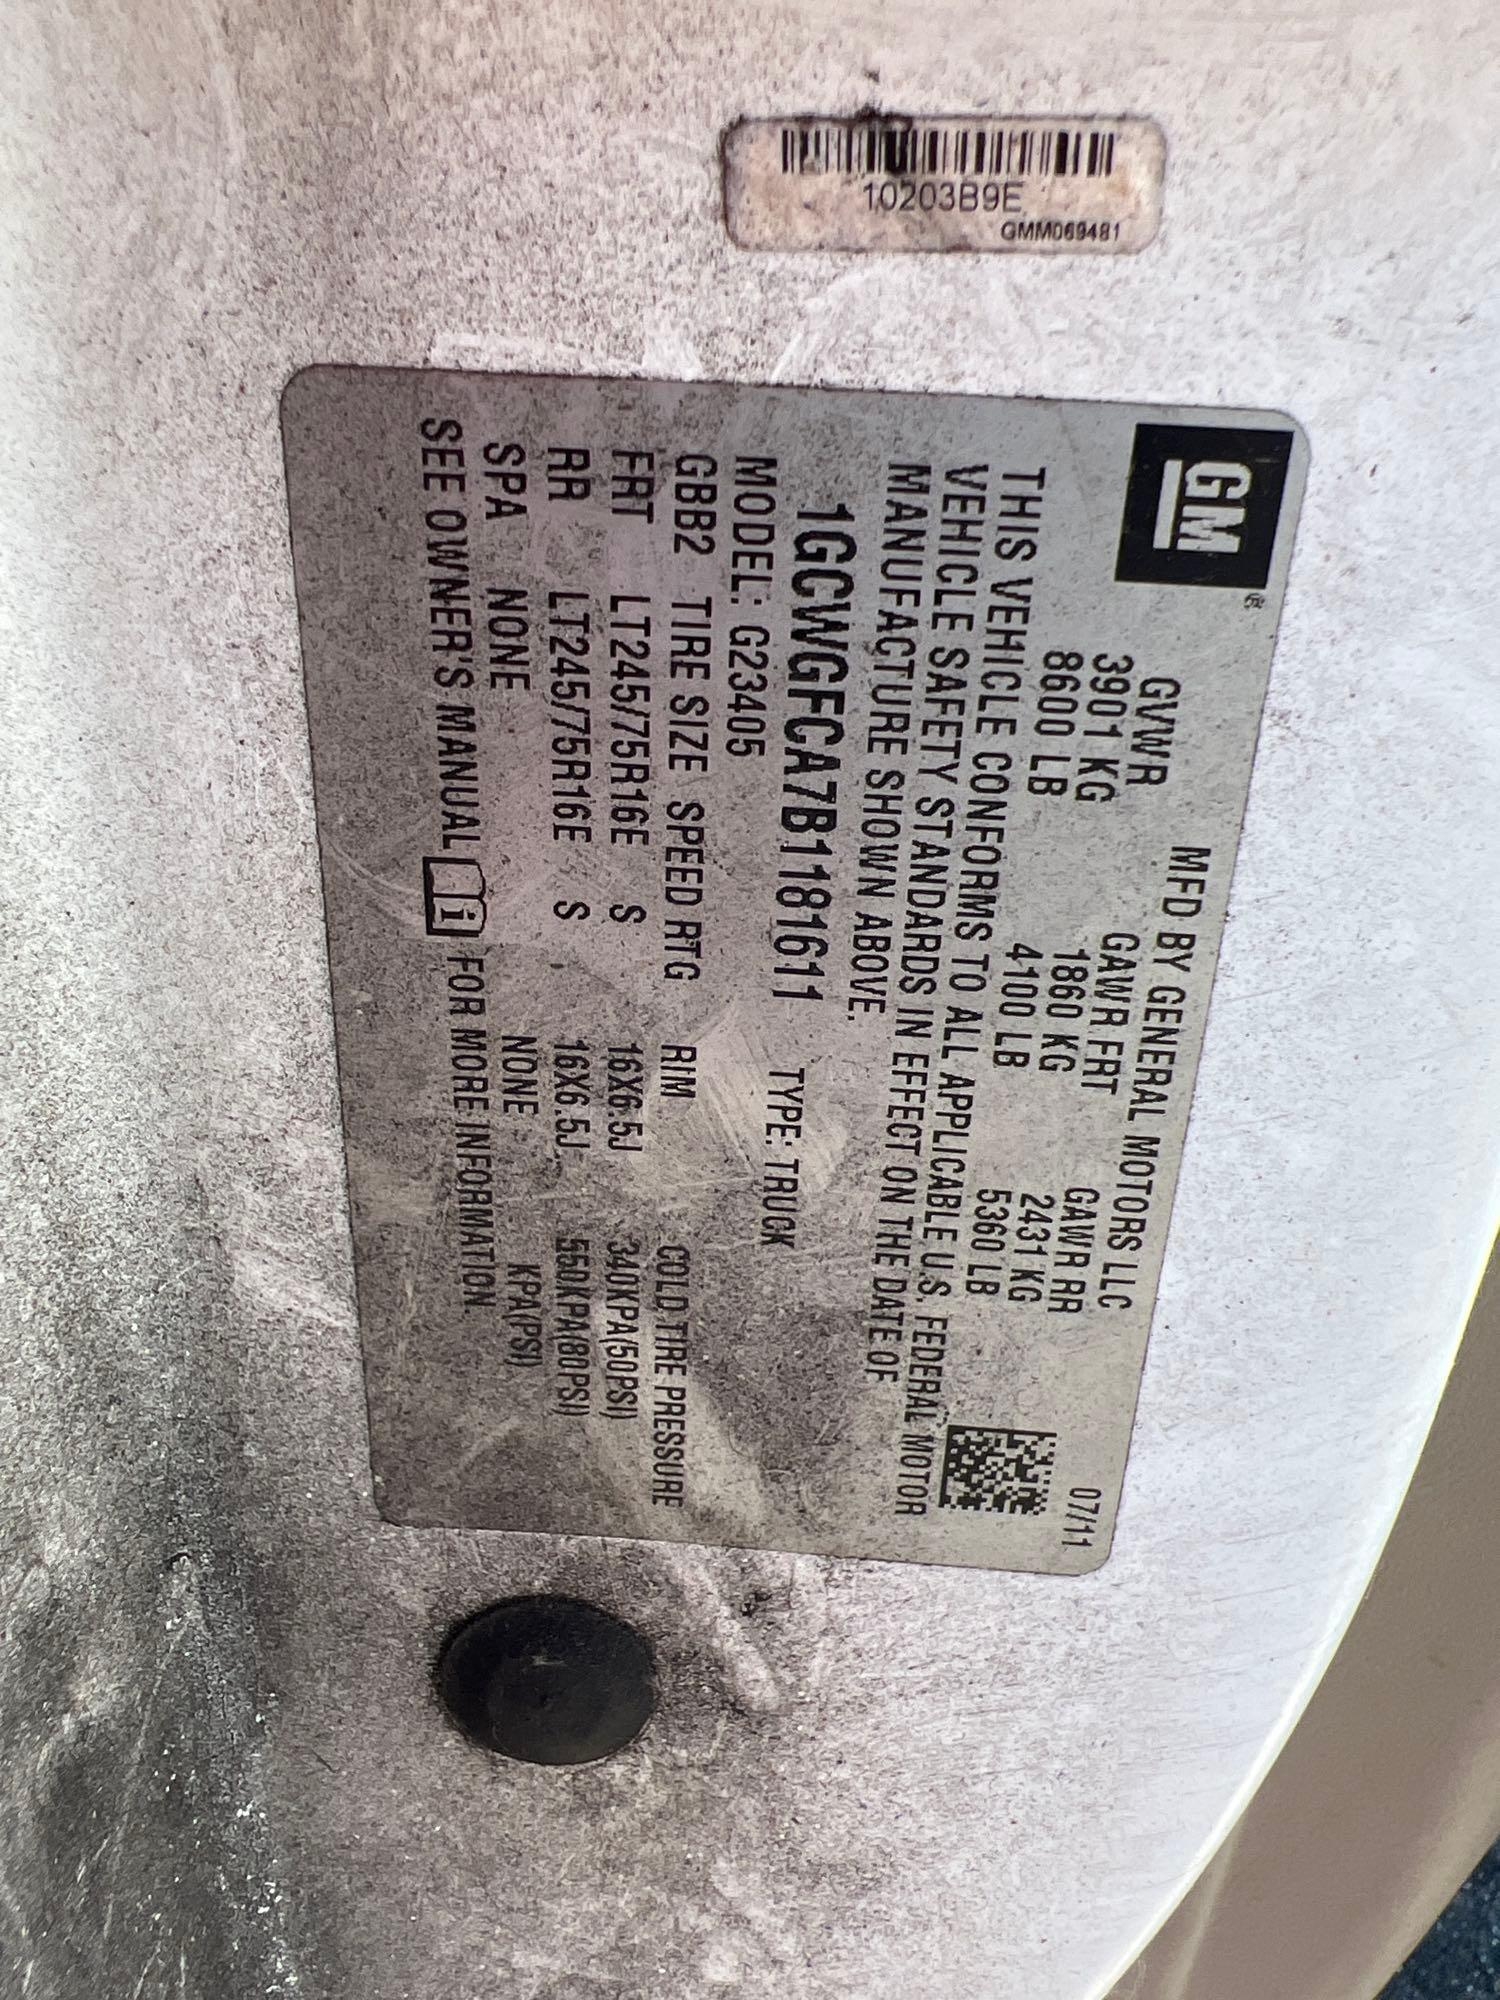 10203B9E
GMM069481
GM®
MFD BY GENERAL MOTORS LLC 07/11
GVWR GAWR FRT GAWR RR
3901 KG 1860 KG 2431 KG
8600 LB 4100 LB 5360 LB
THIS VEHICLE CONFORMS TO ALL APPLICABLE U.S. FEDERAL MOTOR
VEHICLE SAFETY STANDARDS IN EFFECT ON THE DATE OF
MANUFACTURE SHOWN ABOVE.
1GCWGFCA7B1181611 TYPE: TRUCK
MODEL: G23405
GBB2 TIRE SIZE SPEED RTG RIM COLD TIRE PRESSURE
FRT LT245/75R16E S 16X6.5J 340KPA(50PSI)
RR LT245/75R16E S 16X6.5J 550KPA(80PSI)
SPA NONE NONE KPA(PSI)
SEE OWNER'S MANUAL i FOR MORE INFORMATION.